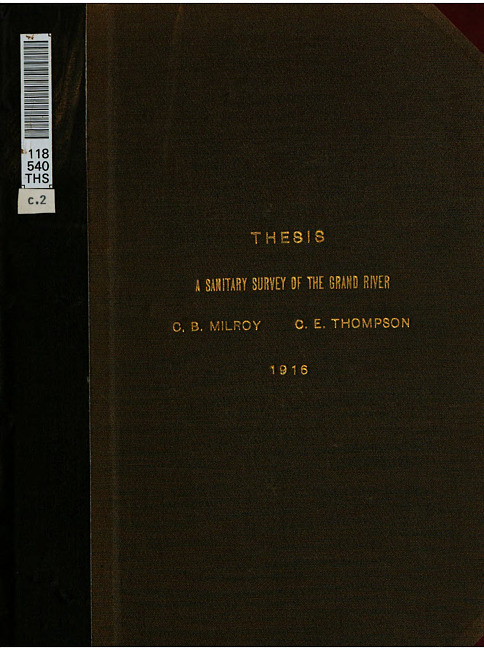 118
540
THS
c.2
THESIS
A SANITARY SURVEY OF THE GRAND RIVER
C. B. MILROY C. E. THOMPSON
1916